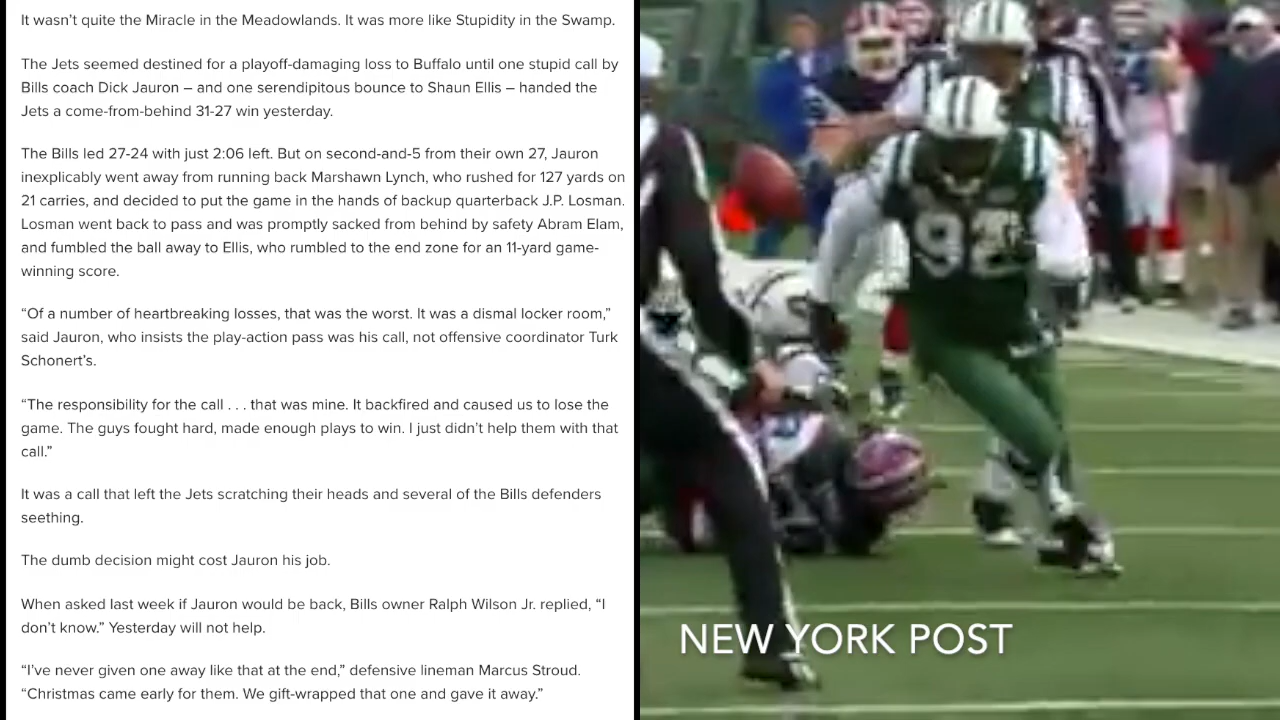 It wasn’t quite the Miracle in the Meadowlands. It was more like Stupidity in the Swamp.
The Jets seemed destined for a playoff-damaging loss to Buffalo until one stupid call by
Bills coach Dick Jauron – and one serendipitous bounce to Shaun Ellis – handed the
Jets a come-from-behind 31-27 win yesterday.
The Bills led 27-24 with just 2:06 left. But on second-and-5 from their own 27, Jauron
inexplicably went away from running back Marshawn Lynch, who rushed for 127 yards on
21 carries, and decided to put the game in the hands of backup quarterback J.P. Losman.
Losman went back to pass and was promptly sacked from behind by safety Abram Elam,
and fumbled the ball away to Ellis, who rumbled to the end zone for an 11-yard game-
winning score.
“Of a number of heartbreaking losses, that was the worst. It was a dismal locker room,”
said Jauron, who insists the play-action pass was his call, not offensive coordinator Turk
Schonert’s.
“The responsibility for the call . . . that was mine. It backfired and caused us to lose the
game. The guys fought hard, made enough plays to win. I just didn’t help them with that
call.”
It was a call that left the Jets scratching their heads and several of the Bills defenders
seething.
The dumb decision might cost Jauron his job.
When asked last week if Jauron would be back, Bills owner Ralph Wilson Jr. replied, “I
don’t know.” Yesterday will not help.
“I’ve never given one away like that at the end,” defensive lineman Marcus Stroud.
“Christmas came early for them. We gift-wrapped that one and gave it away.”
92
NEW YORK POST